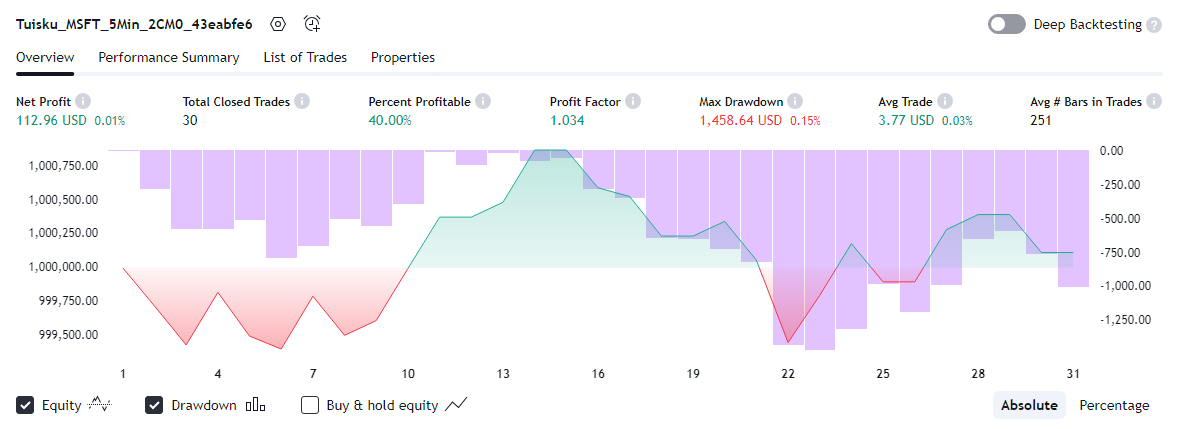 Tuisku_MSFT_5Min_2CM0_43eabfe6 Deep Backtesting ?
Overview Performance Summary List of Trades Properties
Net Profit i Total Closed Trades i Percent Profitable i Profit Factor i Max Drawdown i Avg Trade i Avg # Bars in Trades i
112.96 USD 0.01% 30 40.00% 1.034 1,458.64 USD 0.15% 3.77 USD 0.03% 251
1,000,750.00 0.00
1,000,500.00 -250.00
1,000,250.00 -500.00
1,000,000.00 -750.00
999,750.00 -1,000.00
999,500.00 -1,250.00
1 4 7 10 13 16 19 22 25 28 31
Equity Drawdown Buy & hold equity Absolute Percentage